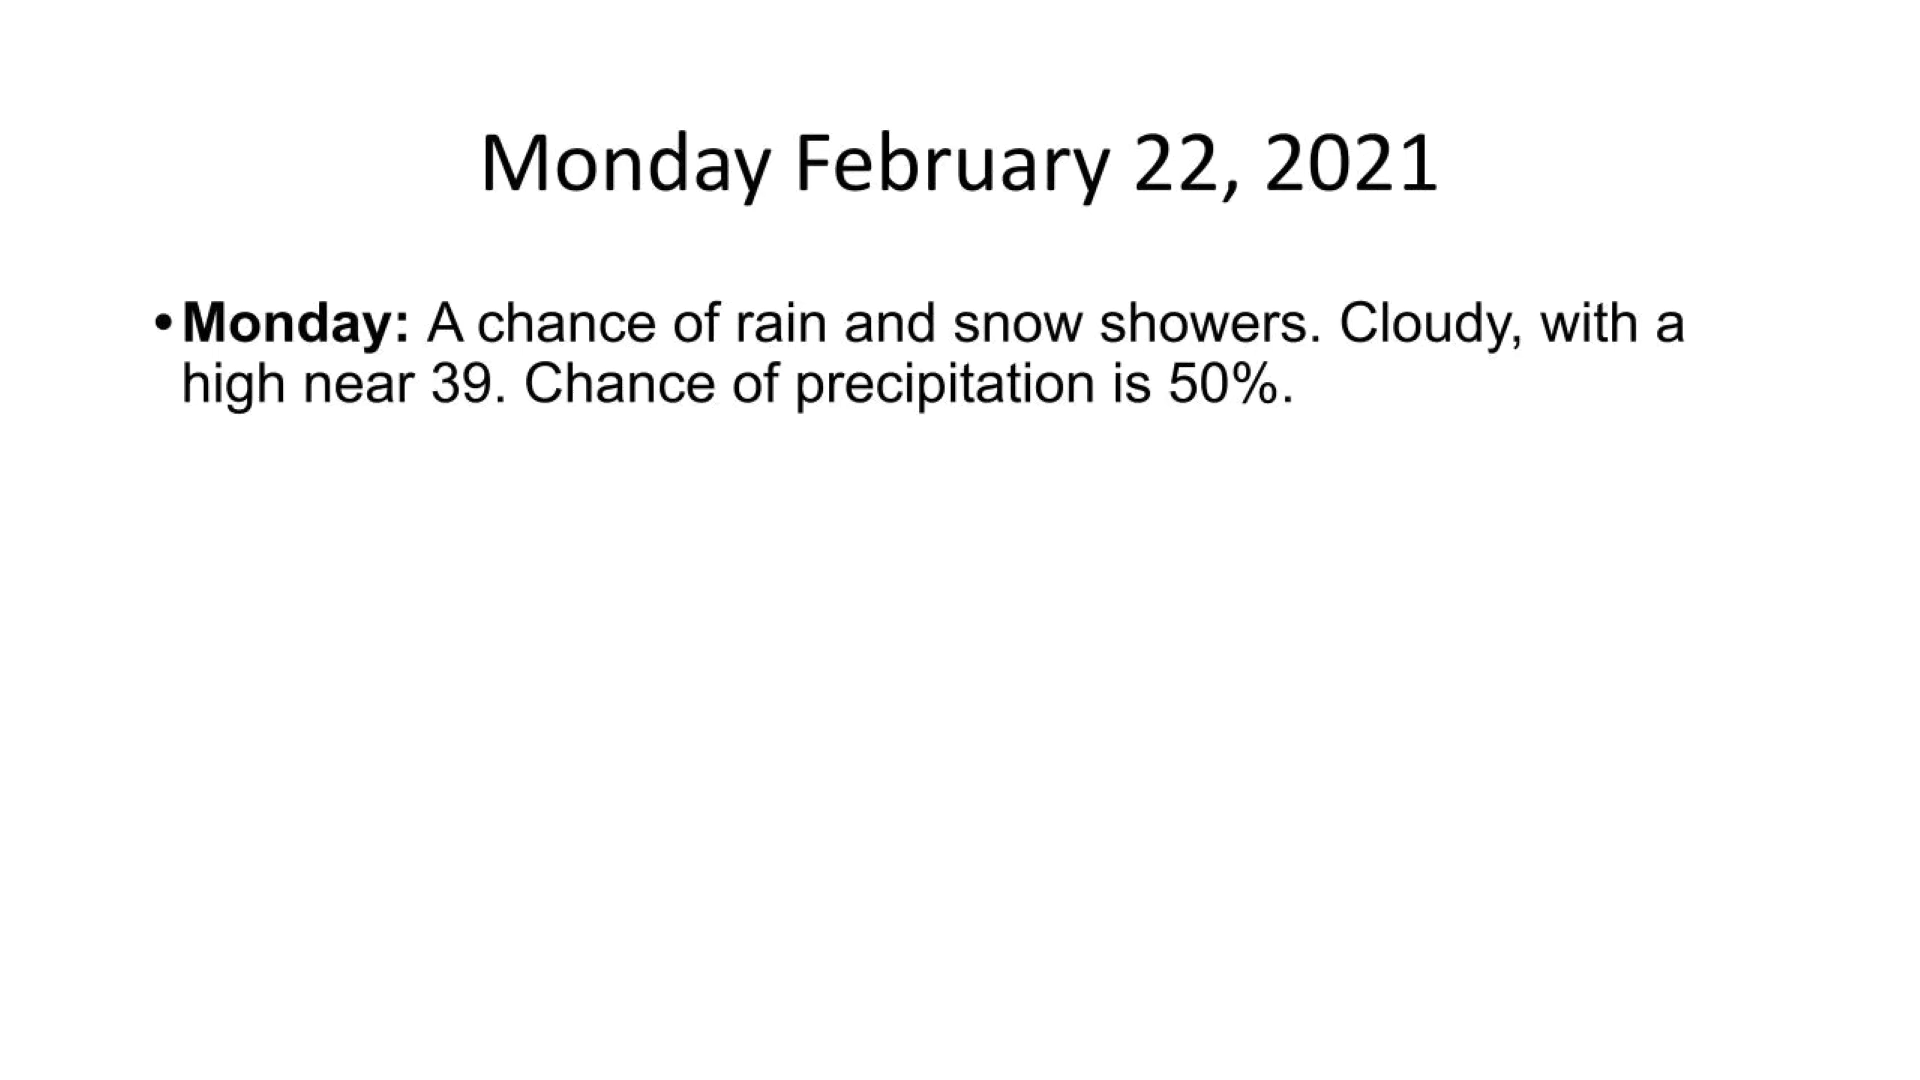 Monday February 22, 2021
•Monday: A chance of rain and snow showers. Cloudy, with a
high near 39. Chance of precipitation is 50%.